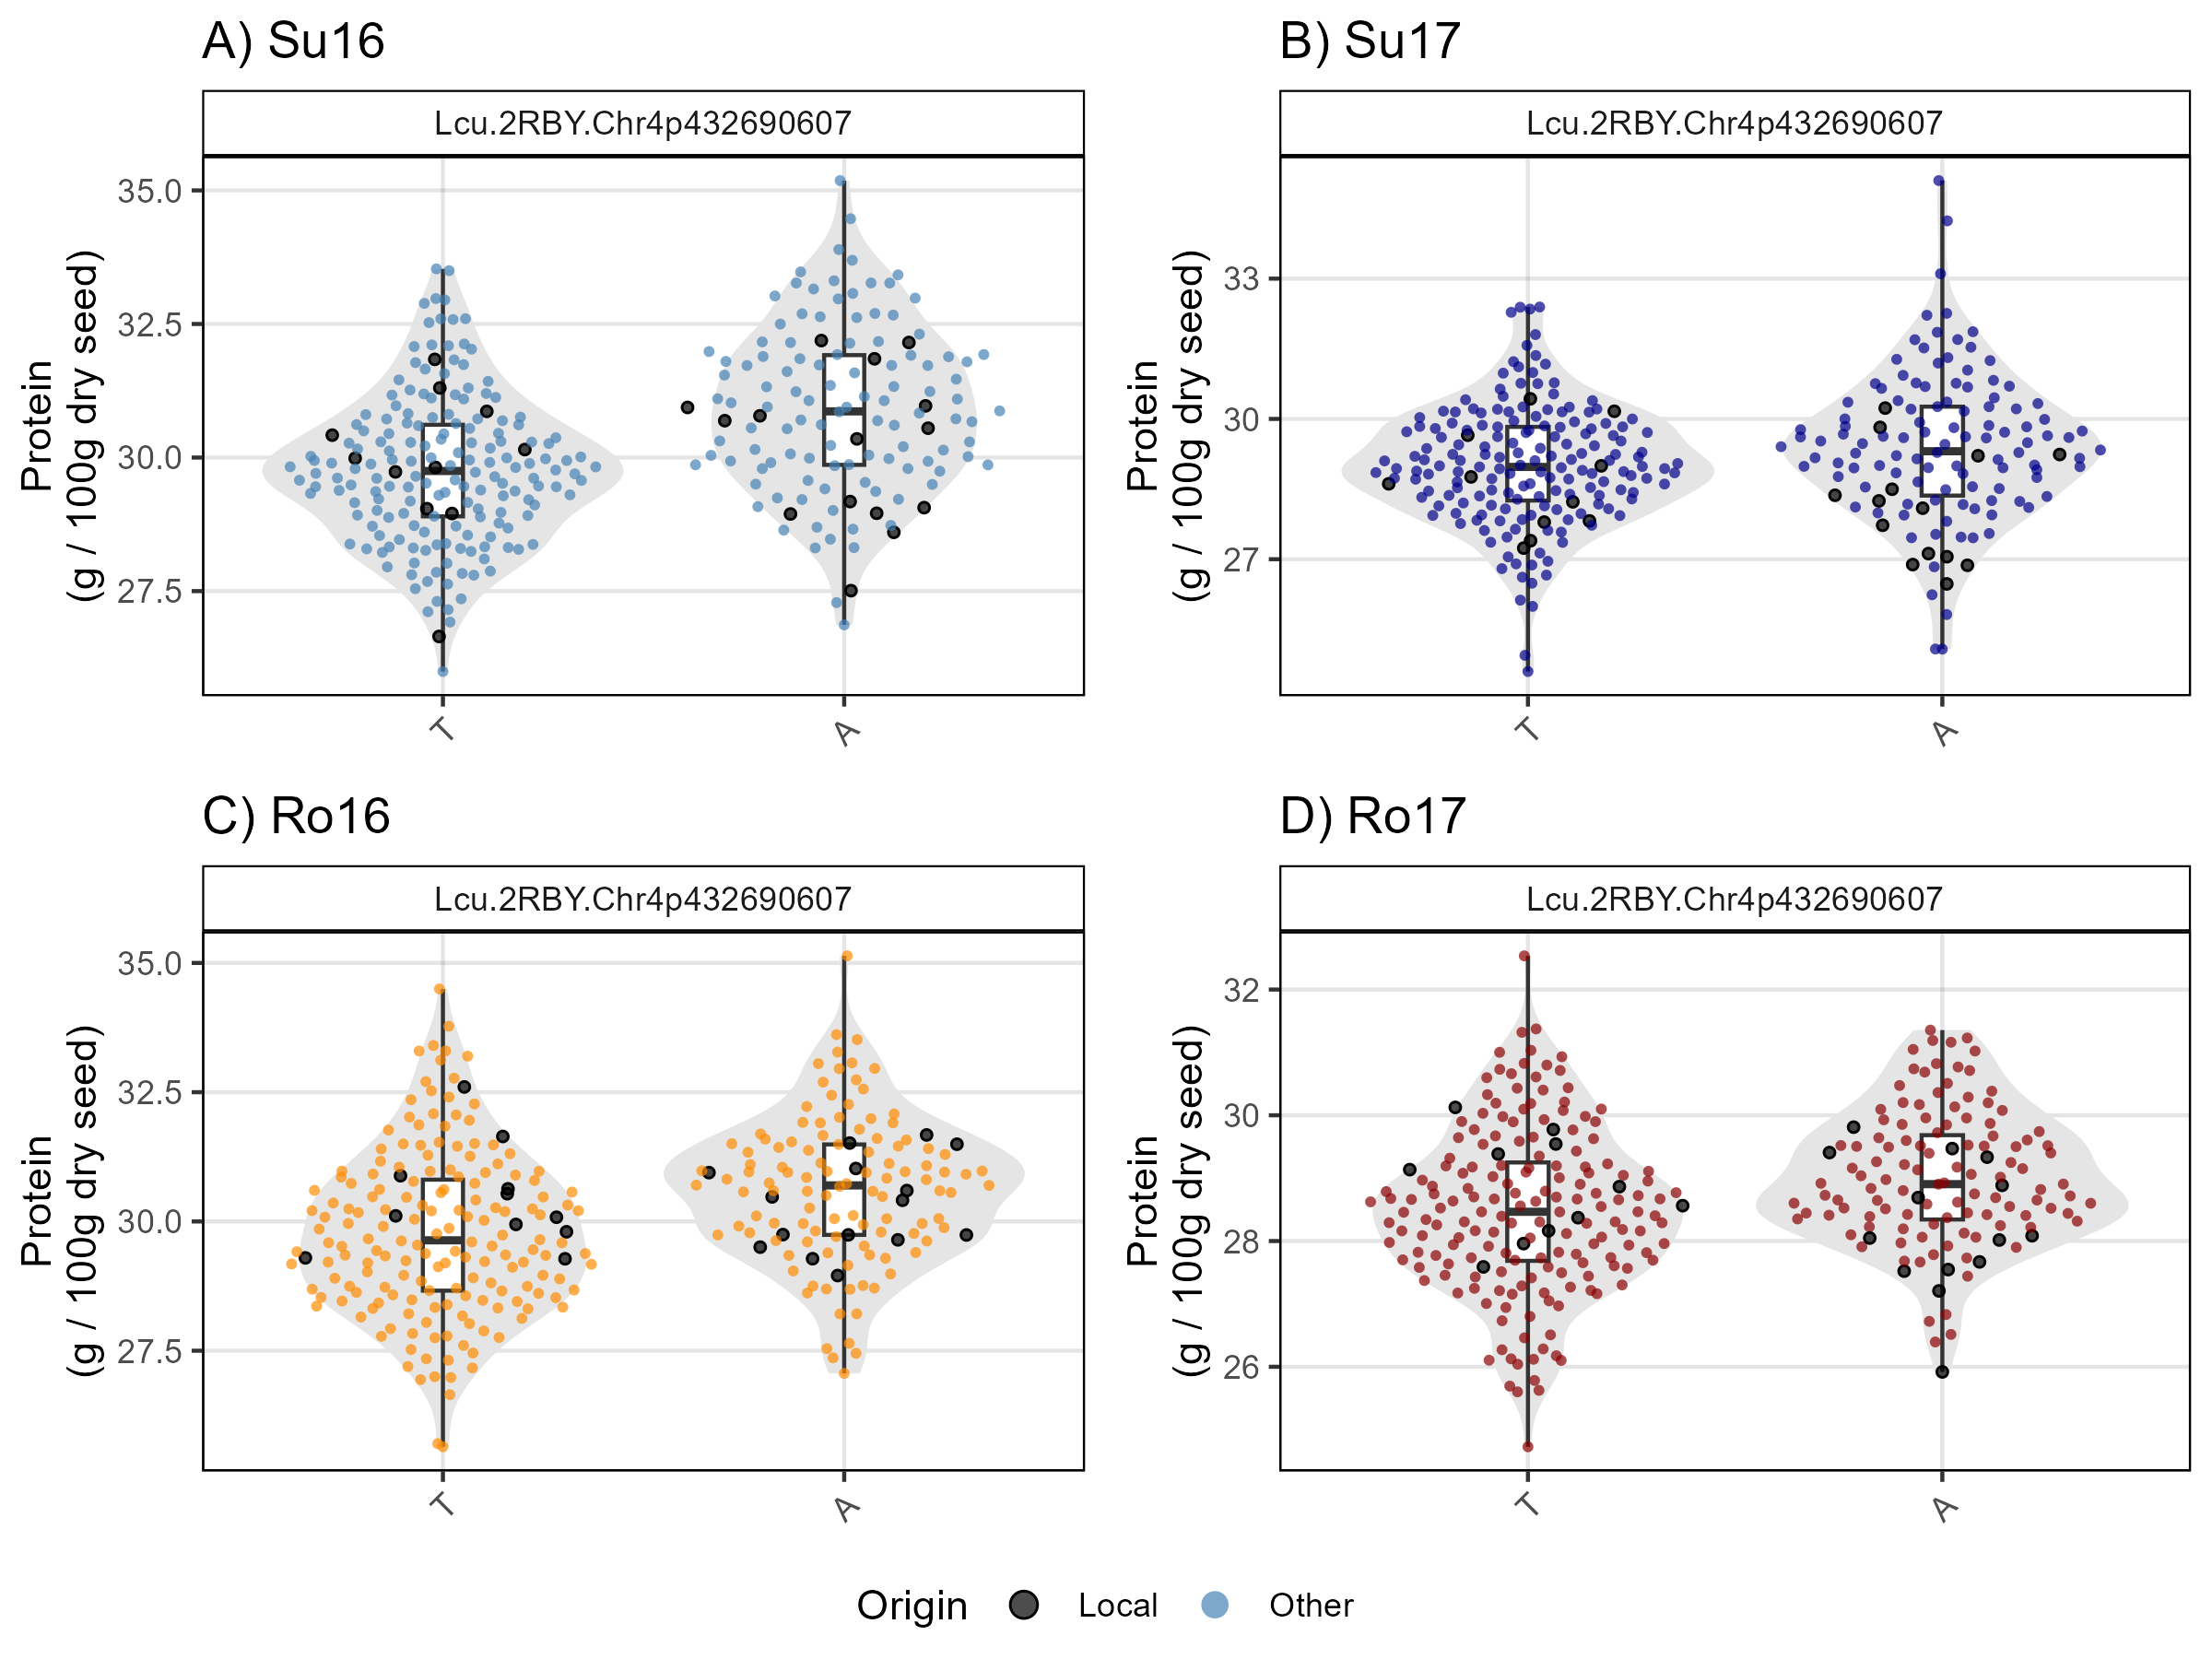 A) Su16
Lcu.2RBY.Chr4p432690607
Protein
(g / 100g dry seed)
35.0
32.5
30.0
27.5
T
A
B) Su17
Lcu.2RBY.Chr4p432690607
Protein
(g / 100g dry seed)
33
30
27
T
A
C) Ro16
Lcu.2RBY.Chr4p432690607
Protein
(g / 100g dry seed)
35.0
32.5
30.0
27.5
T
A
D) Ro17
Lcu.2RBY.Chr4p432690607
Protein
(g / 100g dry seed)
32
30
28
26
T
A
Origin Local Other